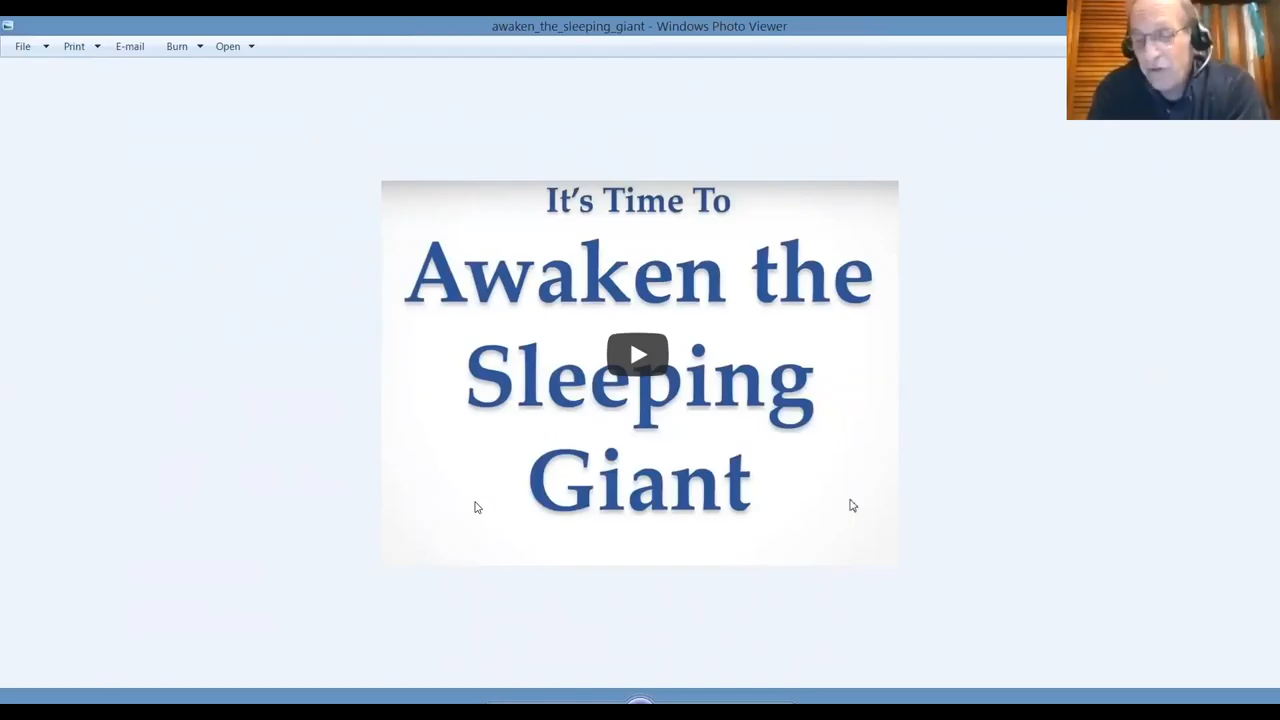 awaken_the_sleeping_giant - Windows Photo Viewer
File Print E-mail Burn Open
It's Time To
Awaken the
Sleeping
Giant